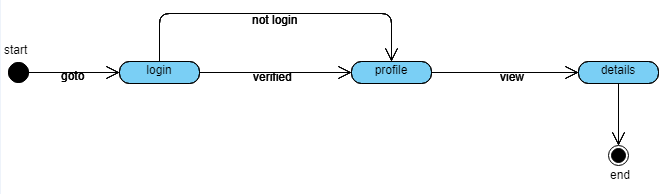 not login
start
goto
login
verified
profile
view
details
end